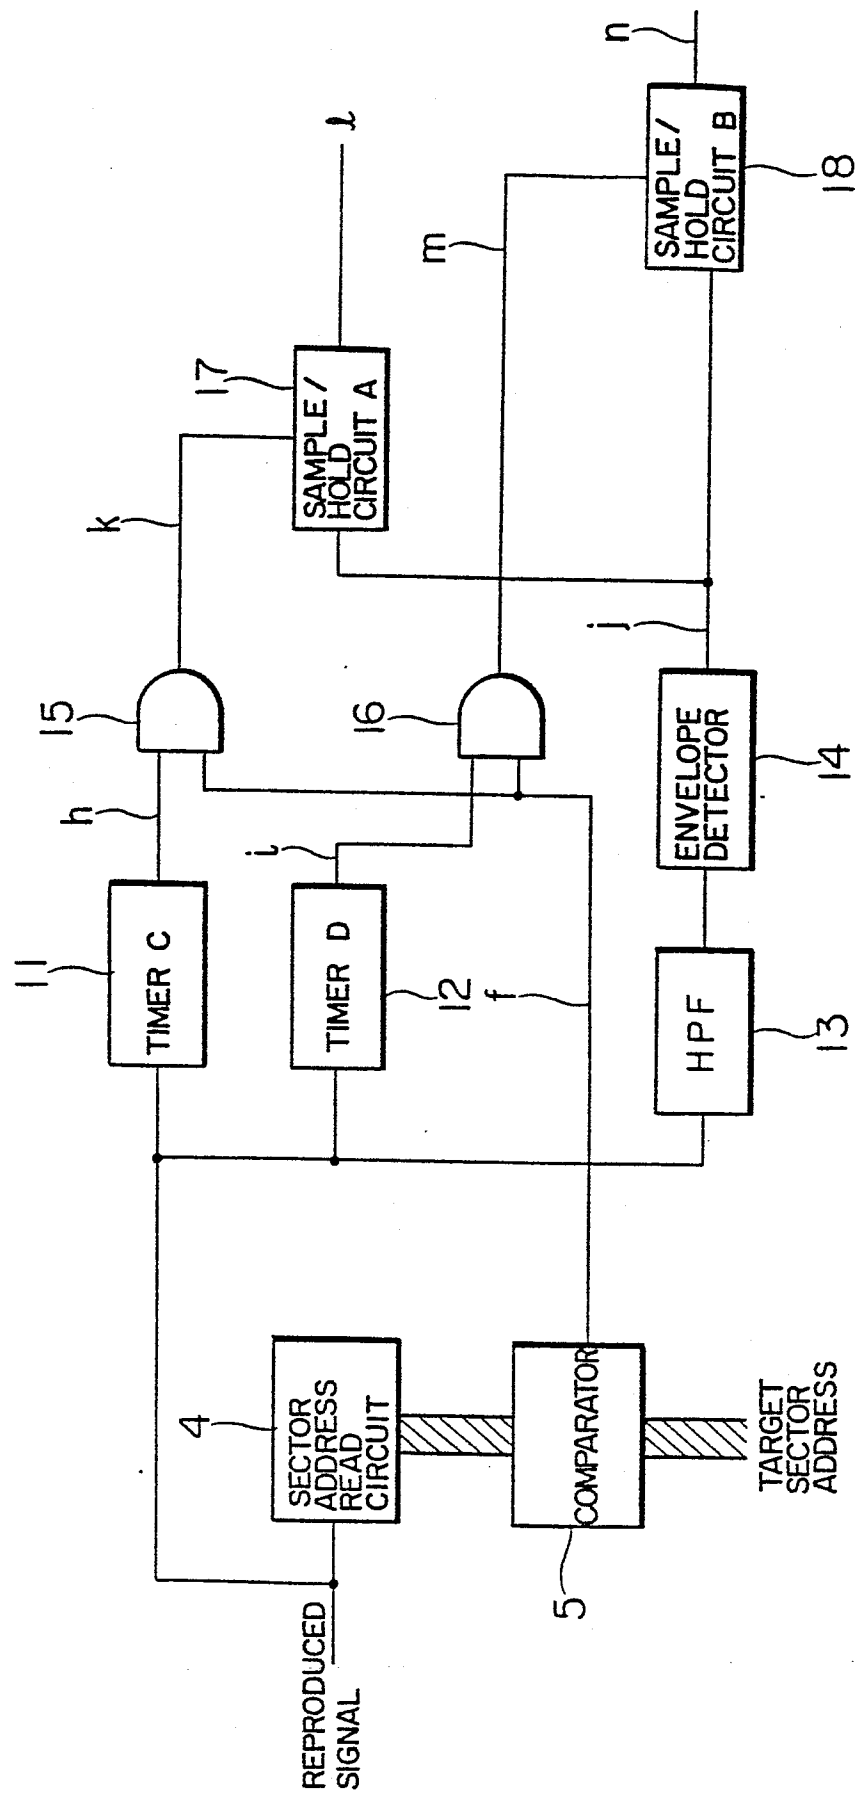 REPRODUCED
SIGNAL
4
SECTOR
ADDRESS
READ
CIRCUIT
5
COMPARATOR
TARGET
SECTOR
ADDRESS
11
TIMER C
h
12
TIMER D
i
f
13
HPF
14
ENVELOPE
DETECTOR
j
15
k
16
m
17
SAMPLE/
HOLD
CIRCUIT A
ℓ
18
SAMPLE/
HOLD
CIRCUIT B
n